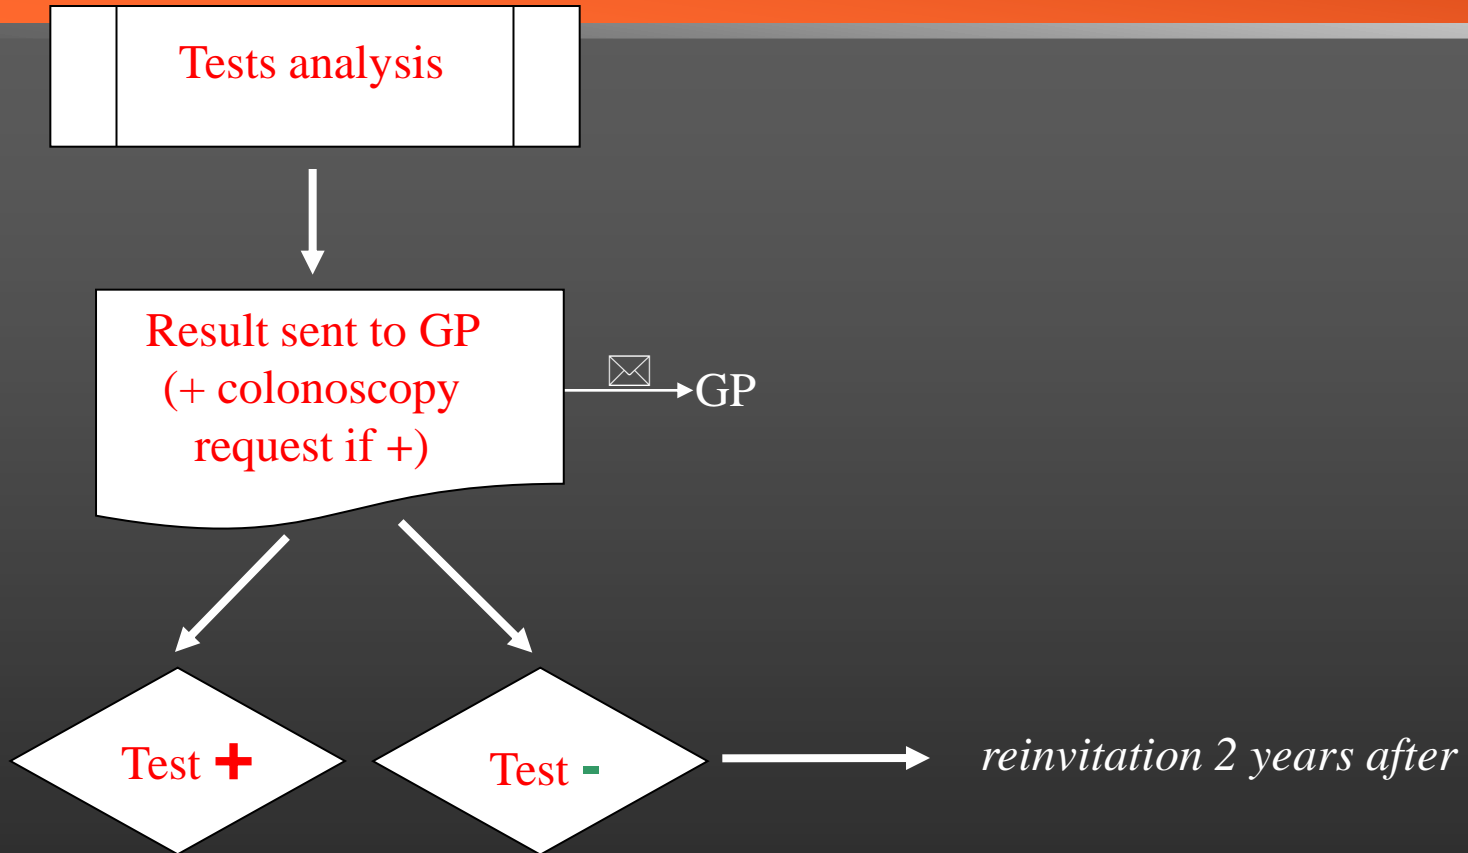 Tests analysis
Result sent to GP
(+ colonoscopy
request if +)
GP
Test +
Test -
reinvitation 2 years after